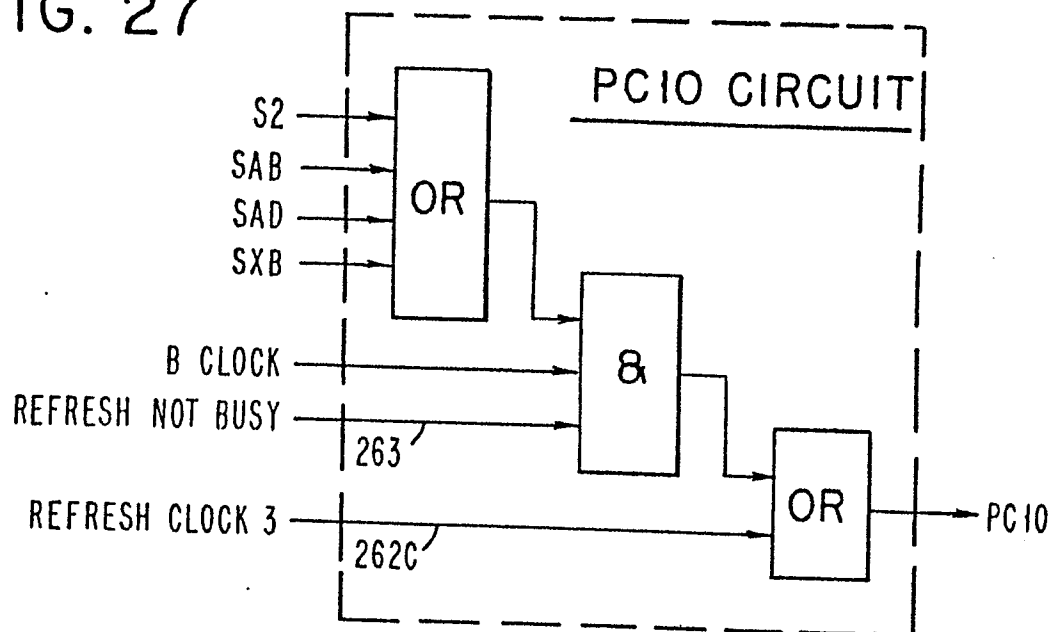 FIG. 27
PC10 CIRCUIT
S2
SAB
SAD
SXB
OR
B CLOCK
&
REFRESH NOT BUSY
263
REFRESH CLOCK 3
262C
OR
PC10